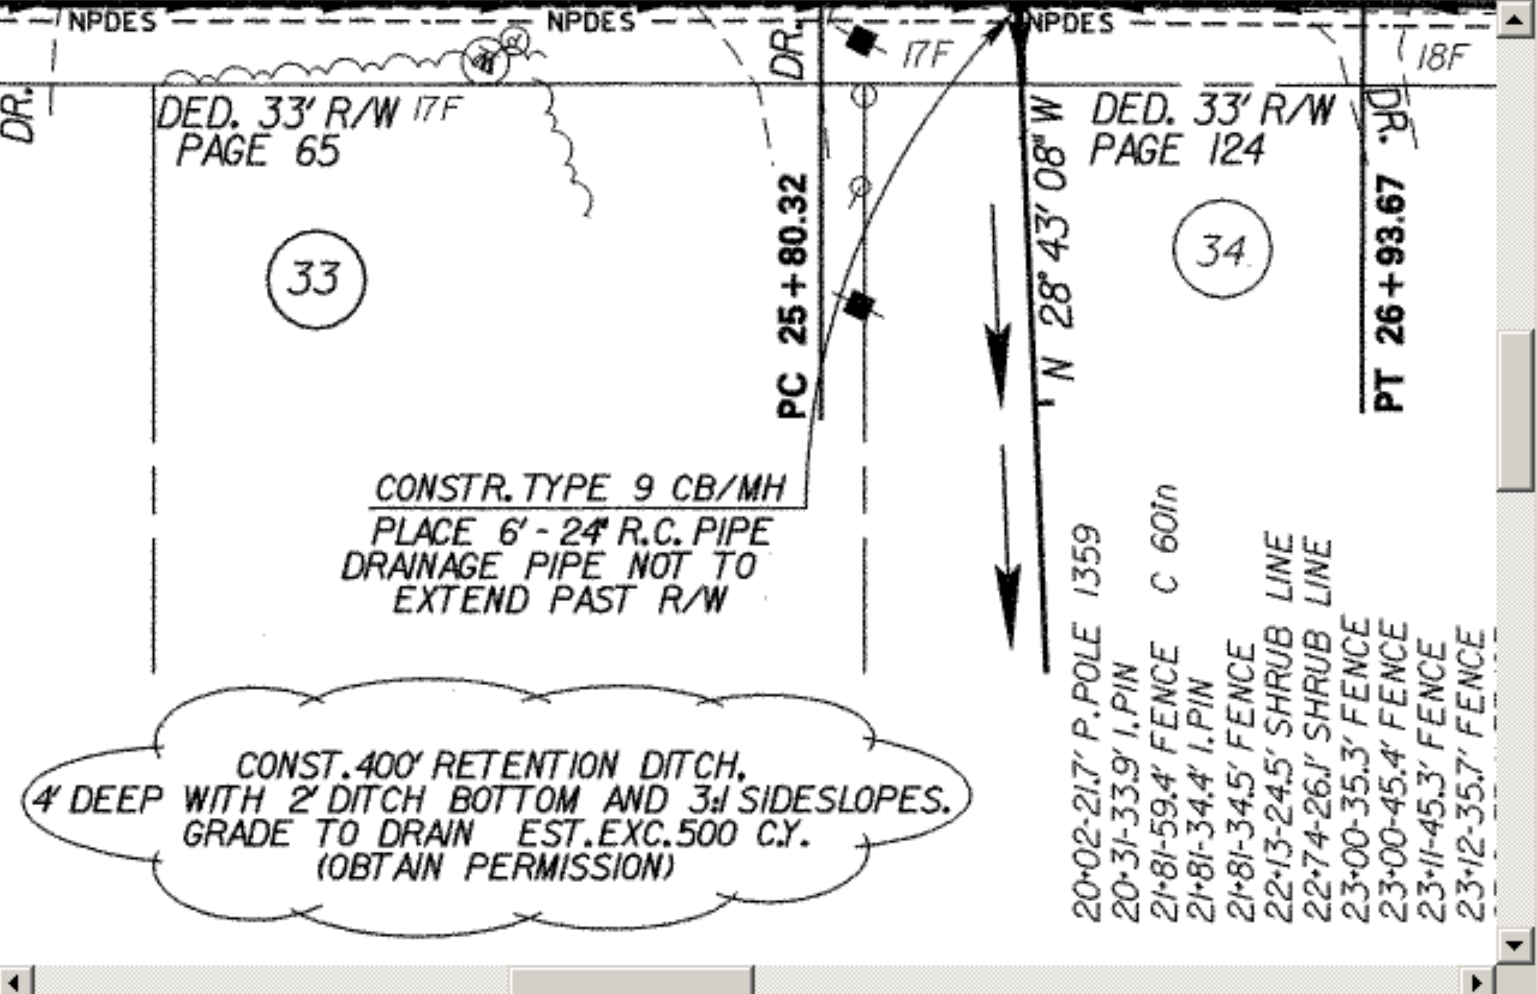 NPDES
NPDES
NPDES
DR.
DR.
17F
18F
DED. 33' R/W 17F
PAGE 65
DED. 33' R/W
PAGE 124
DR.
33
34
PC 25+80.32
N 28° 43' 08" W
PT 26+93.67
CONSTR. TYPE 9 CB/MH
PLACE 6' - 24" R.C. PIPE
DRAINAGE PIPE NOT TO
EXTEND PAST R/W
CONST. 400' RETENTION DITCH.
4' DEEP WITH 2' DITCH BOTTOM AND 3:1 SIDESLOPES.
GRADE TO DRAIN EST. EXC. 500 C.Y.
(OBTAIN PERMISSION)
20+02-21.7' P.POLE 1359
20+31-33.9' I.PIN
21+81-59.4' FENCE C 60in
21+81-34.4' I.PIN
21+81-34.5' FENCE
22+13-24.5' SHRUB LINE
22+74-26.1' SHRUB LINE
23+00-35.3' FENCE
23+00-45.4' FENCE
23+11-45.3' FENCE
23+12-35.7' FENCE